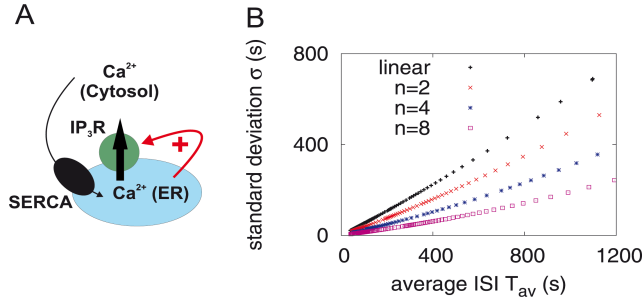 A
Ca²⁺
(Cytosol)
IP₃R
+
Ca²⁺ (ER)
SERCA
B
standard deviation σ (s)
800
400
0
linear
n=2
n=4
n=8
0 400 800 1200
average ISI Tₐᵥ (s)